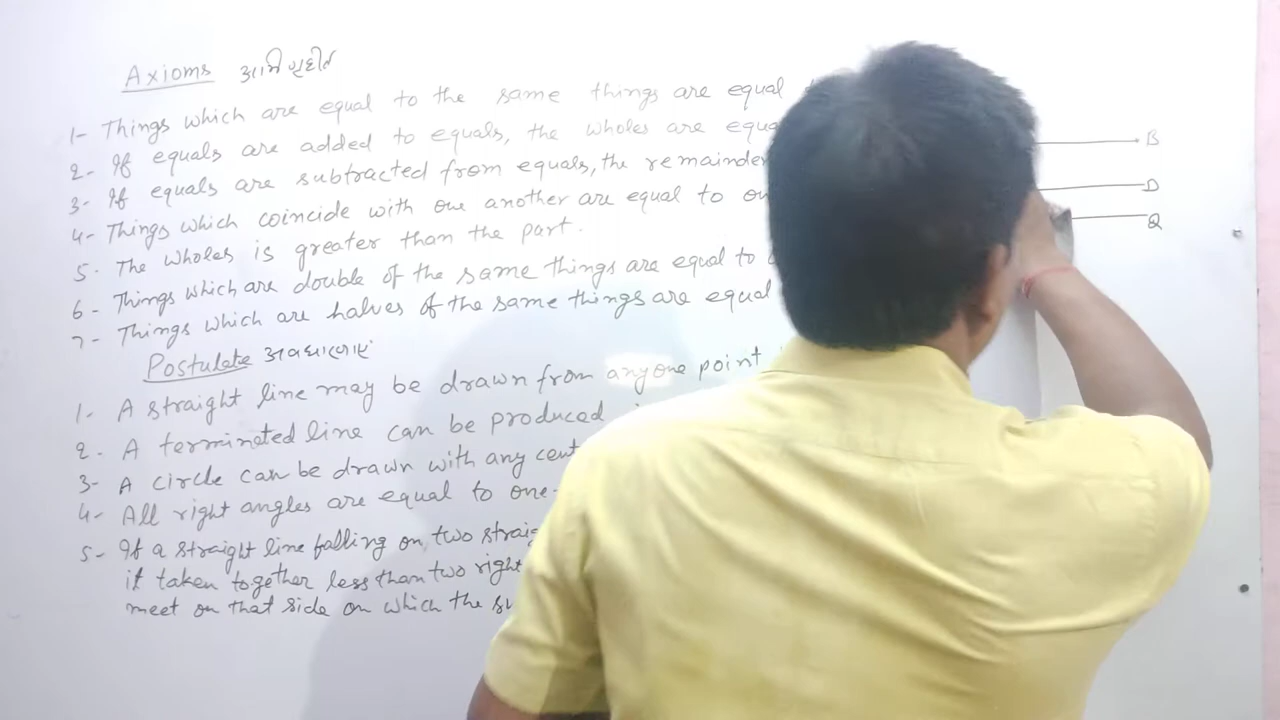 Axioms अभिगृहीत
1- Things which are equal to the same things are equal
2- If equals are added to equals, the wholes are equa
3- If equals are subtracted from equals, the remainder
4- Things which coincide with one another are equal to on
5- The wholes is greater than the part.
6- Things which are double of the same things are equal to
7- Things which are halves of the same things are equal
Postulate अवधारणाएं
1- A straight line may be drawn from anyone point
2- A terminated line can be produced
3- A circle can be drawn with any cent
4- All right angles are equal to one-
5- If a straight line falling on two straig
it taken together less than two right
meet on that side on which the su
B
D
Q